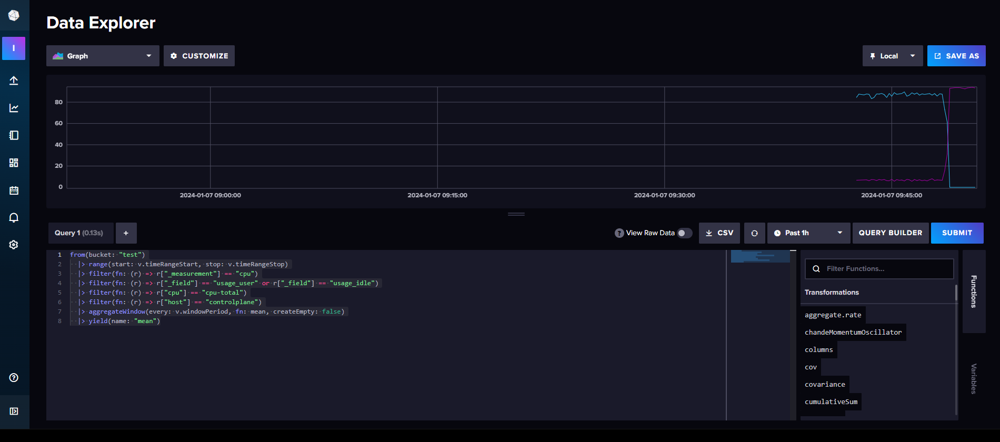 Data Explorer
I
Graph
CUSTOMIZE
Local
SAVE AS
80
60
40
20
0
2024-01-07 09:00:00
2024-01-07 09:15:00
2024-01-07 09:30:00
2024-01-07 09:45:00
Query 1 (0.13s)
+
? View Raw Data
CSV
Past 1h
QUERY BUILDER
SUBMIT
1 from(bucket: "test")
2 |> range(start: v.timeRangeStart, stop: v.timeRangeStop)
3 |> filter(fn: (r) => r["_measurement"] == "cpu")
4 |> filter(fn: (r) => r["_field"] == "usage_user" or r["_field"] == "usage_idle")
5 |> filter(fn: (r) => r["cpu"] == "cpu-total")
6 |> filter(fn: (r) => r["host"] == "controlplane")
7 |> aggregateWindow(every: v.windowPeriod, fn: mean, createEmpty: false)
8 |> yield(name: "mean")
Filter Functions...
Transformations
aggregate.rate
chandeMomentumOscillator
columns
cov
covariance
cumulativeSum
Functions
Variables